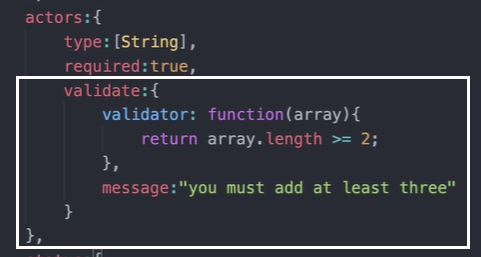 actors:{
type:[String],
required:true,
validate:{
validator: function(array){
return array.length >= 2;
},
message:"you must add at least three"
}
},